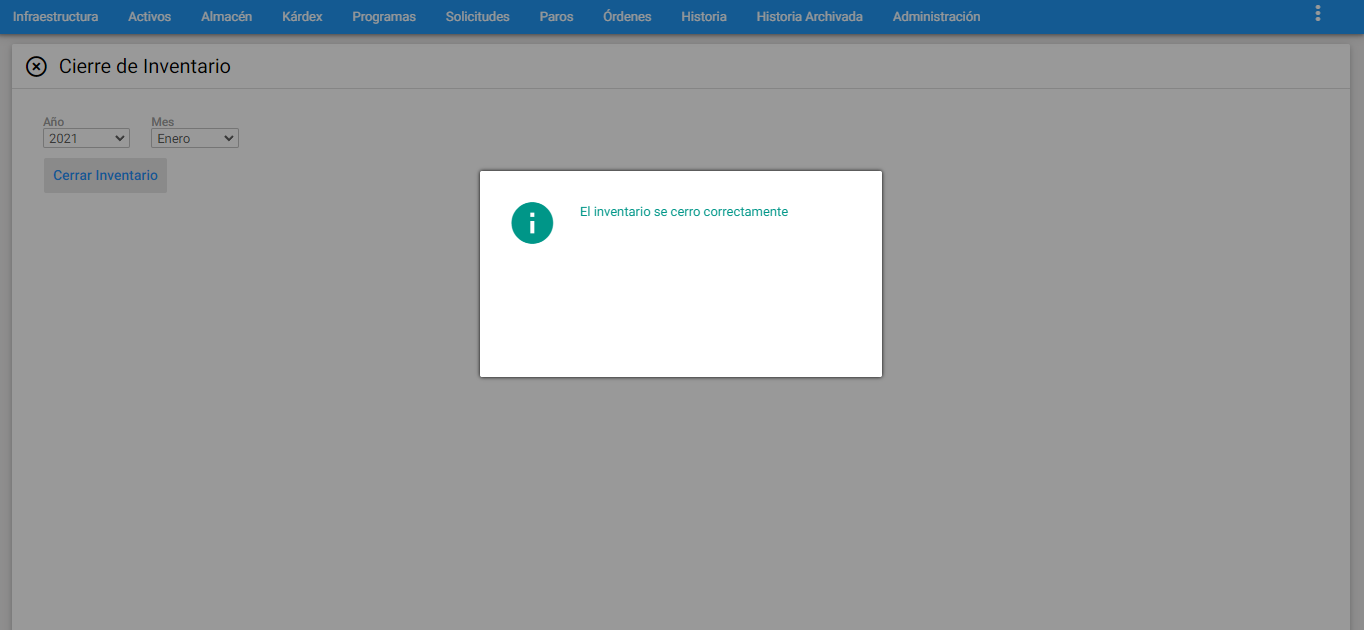 Infraestructura Activos Almacén Kárdex Programas Solicitudes Paros Órdenes Historia Historia Archivada Administración
Cierre de Inventario
Año Mes
2021 Enero
Cerrar Inventario
El inventario se cerro correctamente